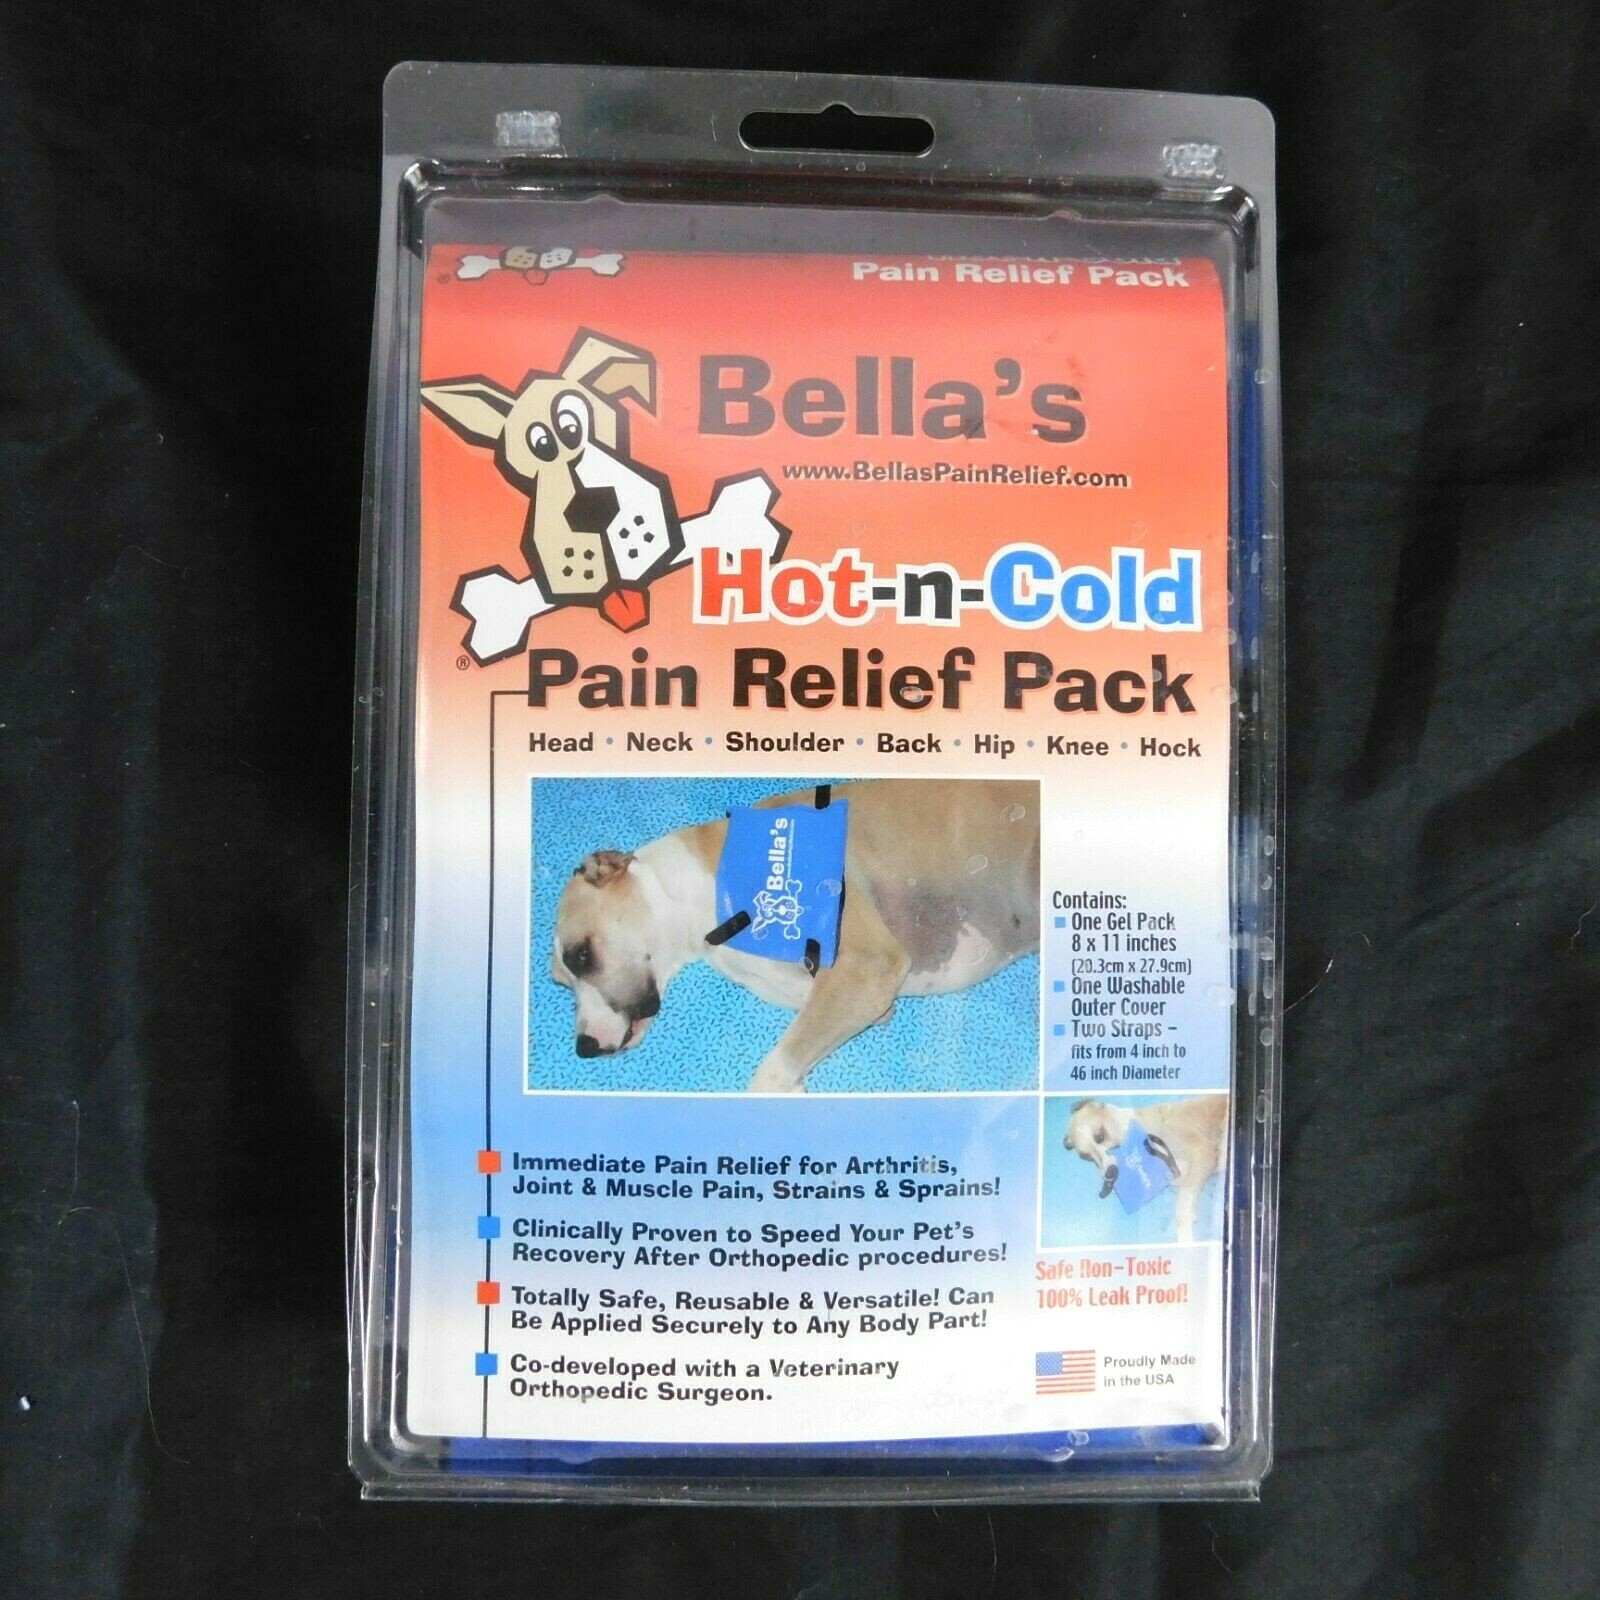 ®
Pain Relief Pack
Bella's
www.BellasPainRelief.com
Hot-n-Cold
®
Pain Relief Pack
Head • Neck • Shoulder • Back • Hip • Knee • Hock
Bella's
Contains:
One Gel Pack
8 x 11 inches
(20.3cm x 27.9cm)
One Washable
Outer Cover
Two Straps –
fits from 4 inch to
46 inch Diameter
Immediate Pain Relief for Arthritis,
Joint & Muscle Pain, Strains & Sprains!
Clinically Proven to Speed Your Pet's
Recovery After Orthopedic procedures!
Totally Safe, Reusable & Versatile! Can
Be Applied Securely to Any Body Part!
Co-developed with a Veterinary
Orthopedic Surgeon.
Bella's
Safe Non-Toxic
100% Leak Proof!
Proudly Made
in the USA